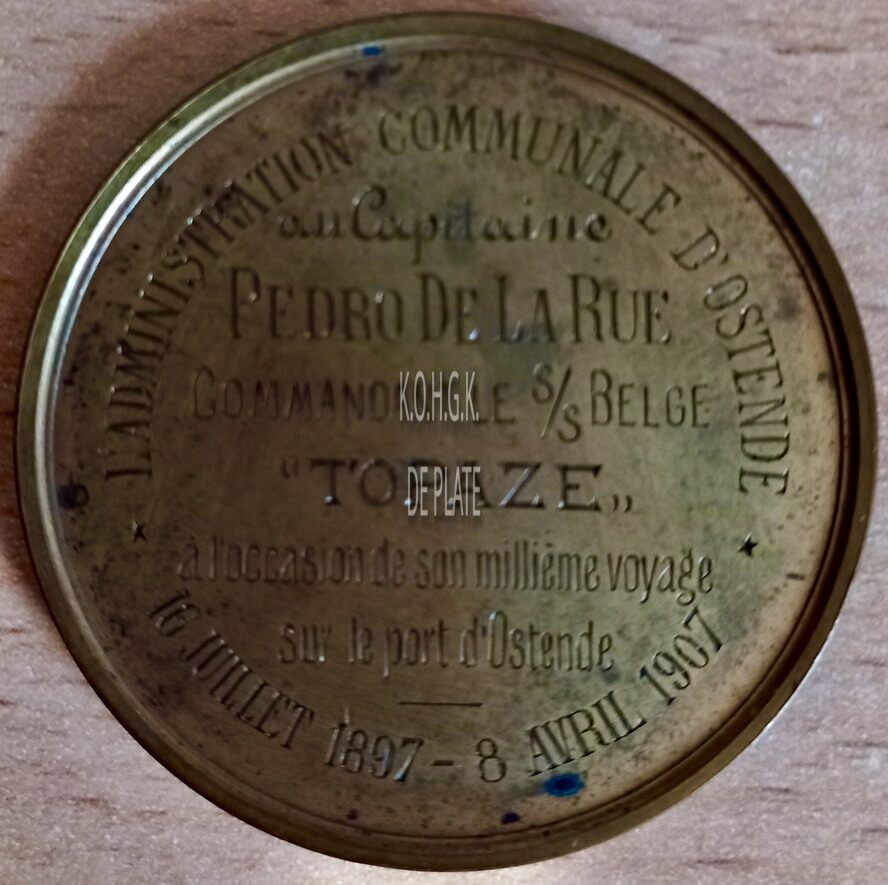 L'ADMINISTRATION COMMUNALE D'OSTENDE
au Capitaine
PEDRO DE LA RUE
COMMANDT LE S/S BELGE
"TOPAZE"
à l'occasion de son millième voyage
sur le port d'Ostende
16 JUILLET 1897 - 8 AVRIL 1907
K.O.H.G.K.
DE PLATE